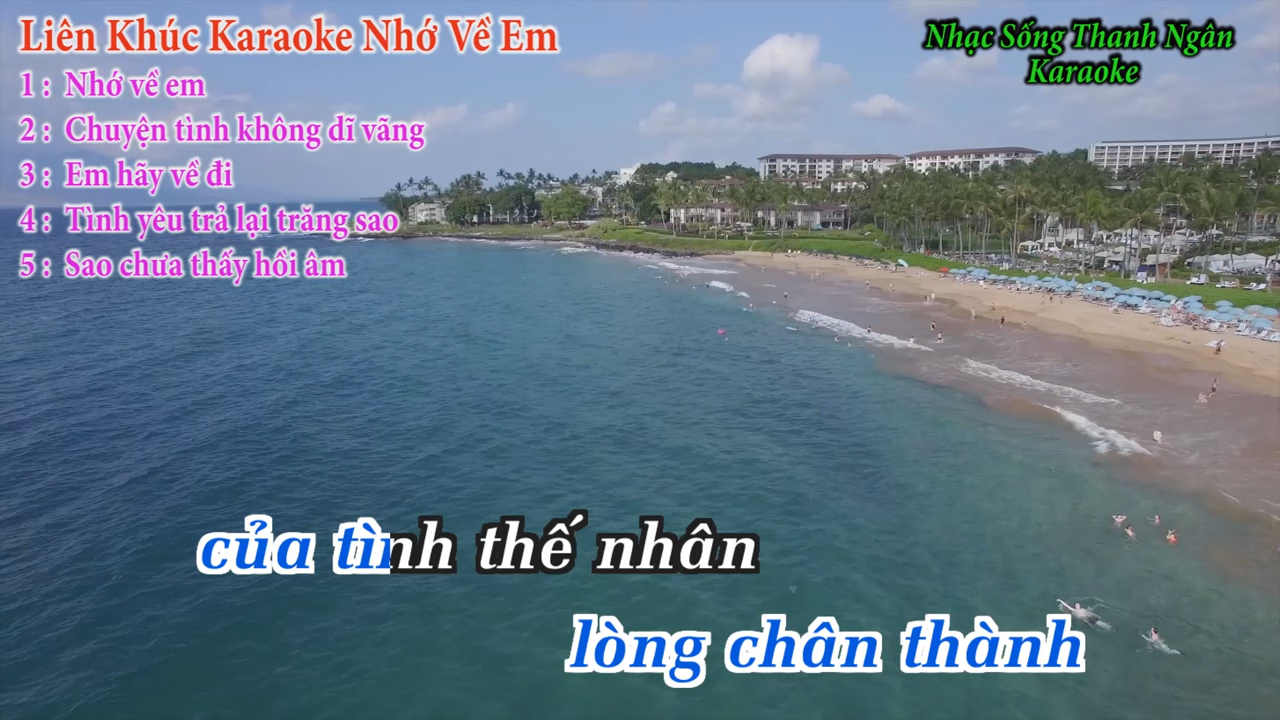 Liên Khúc Karaoke Nhớ Về Em
1 : Nhớ về em
2 : Chuyện tình không dĩ vãng
3 : Em hãy về đi
4 : Tình yêu trả lại trăng sao
5 : Sao chưa thấy hồi âm
Nhạc Sống Thanh Ngân
Karaoke
của tình thế nhân
lòng chân thành